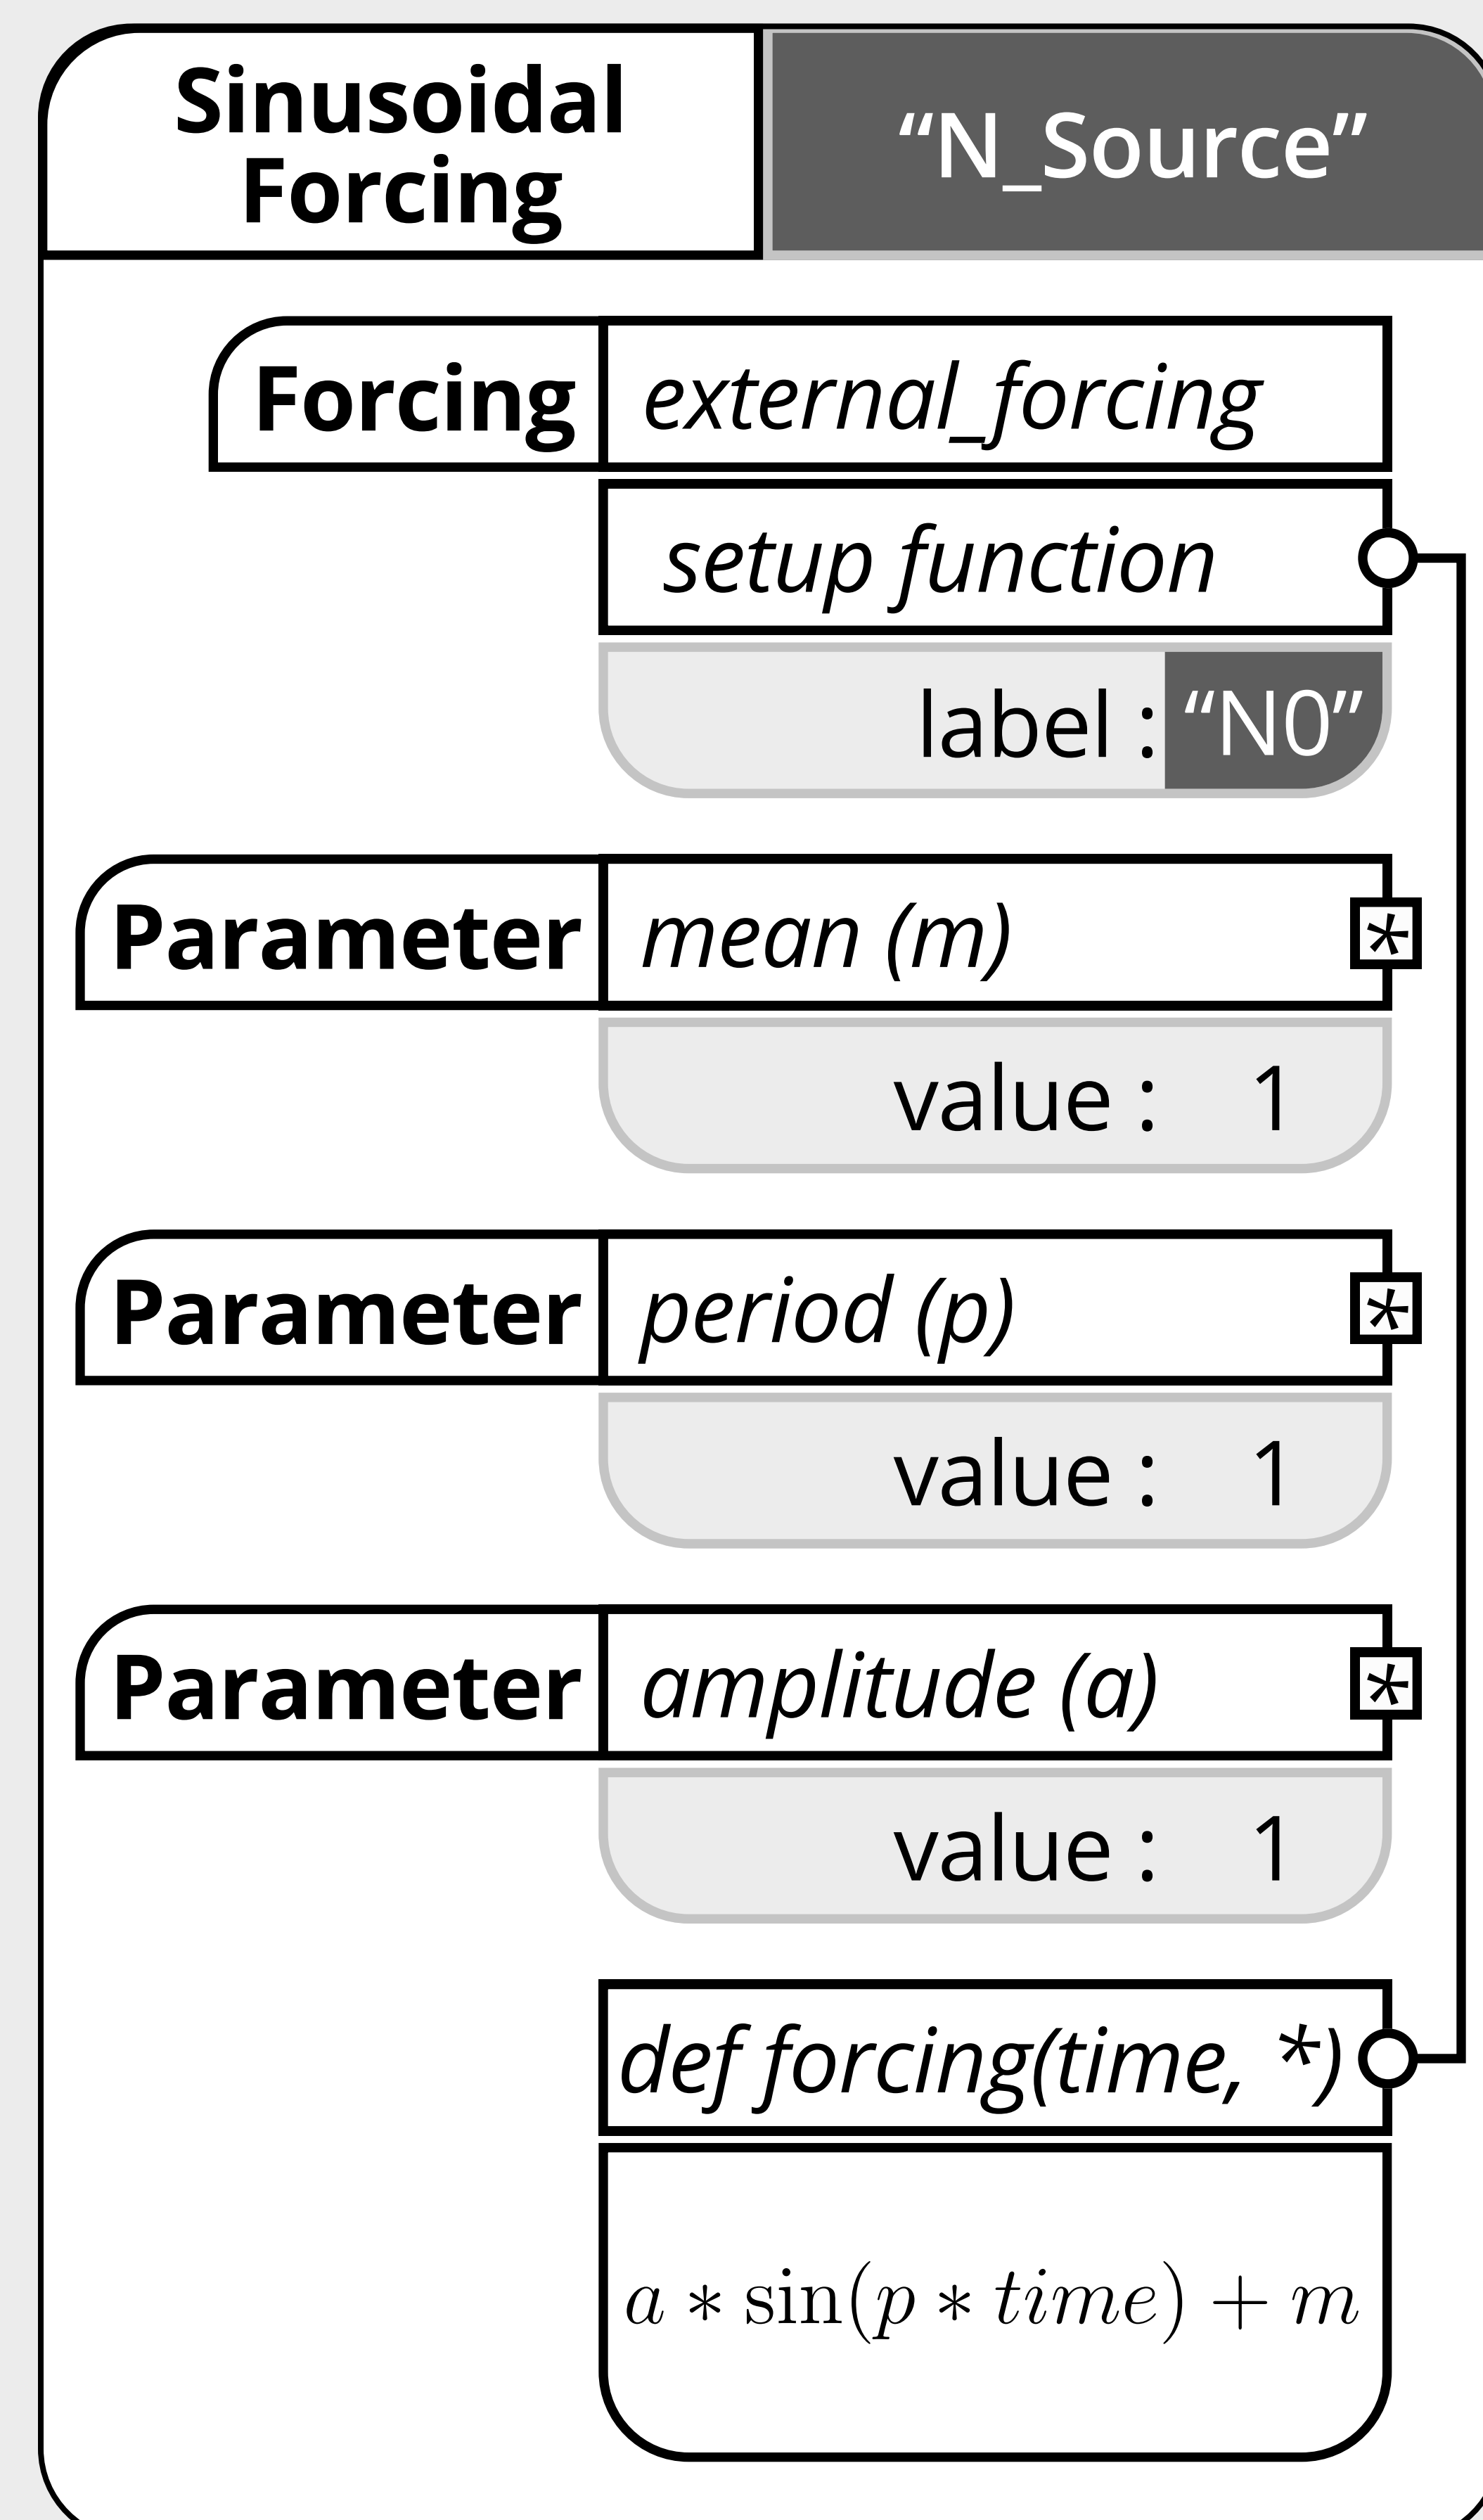 Sinusoidal
Forcing
“N_Source”
Forcing external_forcing
setup function
label : “N0”
Parameter mean (m) *
value : 1
Parameter period (p) *
value : 1
Parameter amplitude (a) *
value : 1
def forcing(time, *)
a * sin(p * time) + m